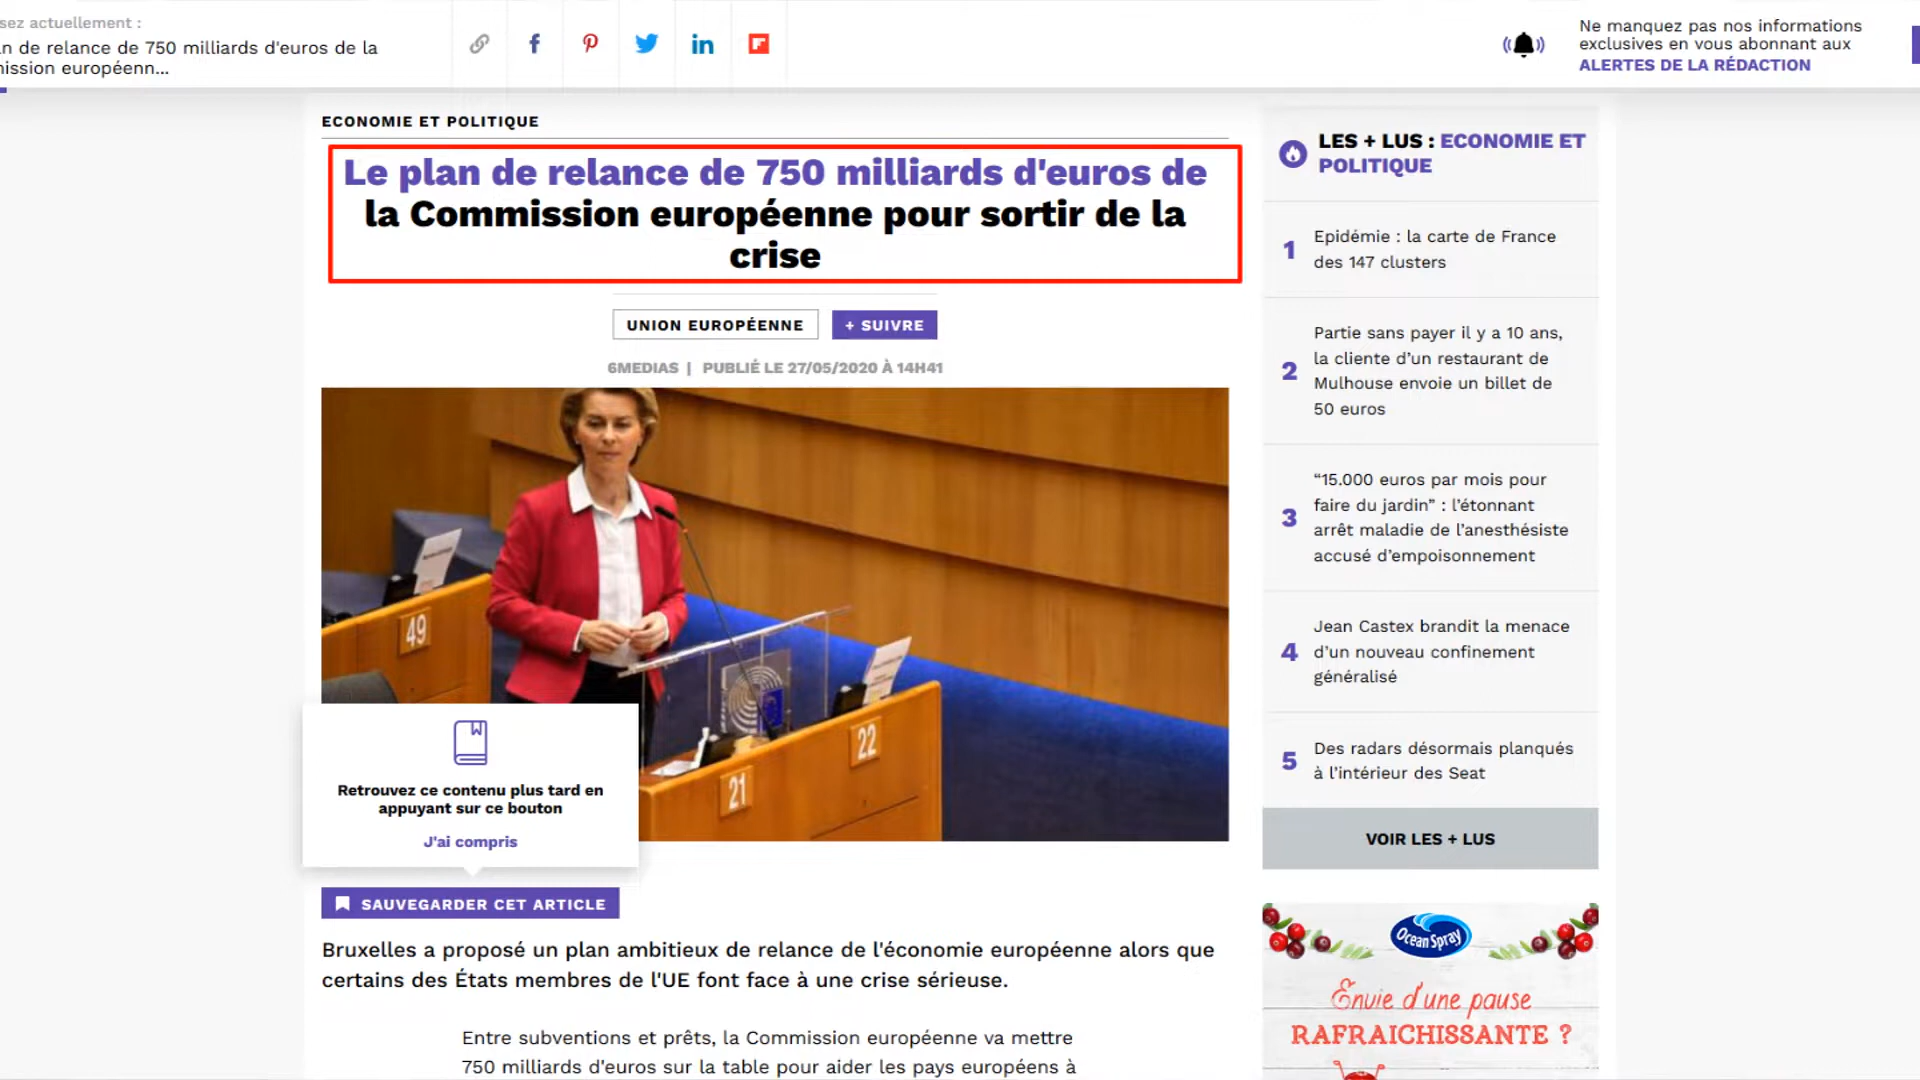 sez actuellement :
n de relance de 750 milliards d'euros de la
ission européenn...
Ne manquez pas nos informations
exclusives en vous abonnant aux
ALERTES DE LA RÉDACTION
ECONOMIE ET POLITIQUE
Le plan de relance de 750 milliards d'euros de
la Commission européenne pour sortir de la
crise
UNION EUROPÉENNE
+ SUIVRE
6MEDIAS | PUBLIÉ LE 27/05/2020 À 14H41
49
22
21
Retrouvez ce contenu plus tard en
appuyant sur ce bouton
J'ai compris
SAUVEGARDER CET ARTICLE
Bruxelles a proposé un plan ambitieux de relance de l'économie européenne alors que
certains des États membres de l'UE font face à une crise sérieuse.
Entre subventions et prêts, la Commission européenne va mettre
750 milliards d'euros sur la table pour aider les pays européens à
LES + LUS : ECONOMIE ET
POLITIQUE
1
Epidémie : la carte de France
des 147 clusters
2
Partie sans payer il y a 10 ans,
la cliente d’un restaurant de
Mulhouse envoie un billet de
50 euros
3
“15.000 euros par mois pour
faire du jardin” : l’étonnant
arrêt maladie de l’anesthésiste
accusé d’empoisonnement
4
Jean Castex brandit la menace
d’un nouveau confinement
généralisé
5
Des radars désormais planqués
à l’intérieur des Seat
VOIR LES + LUS
Ocean Spray
Envie d'une pause
RAFRAICHISSANTE ?